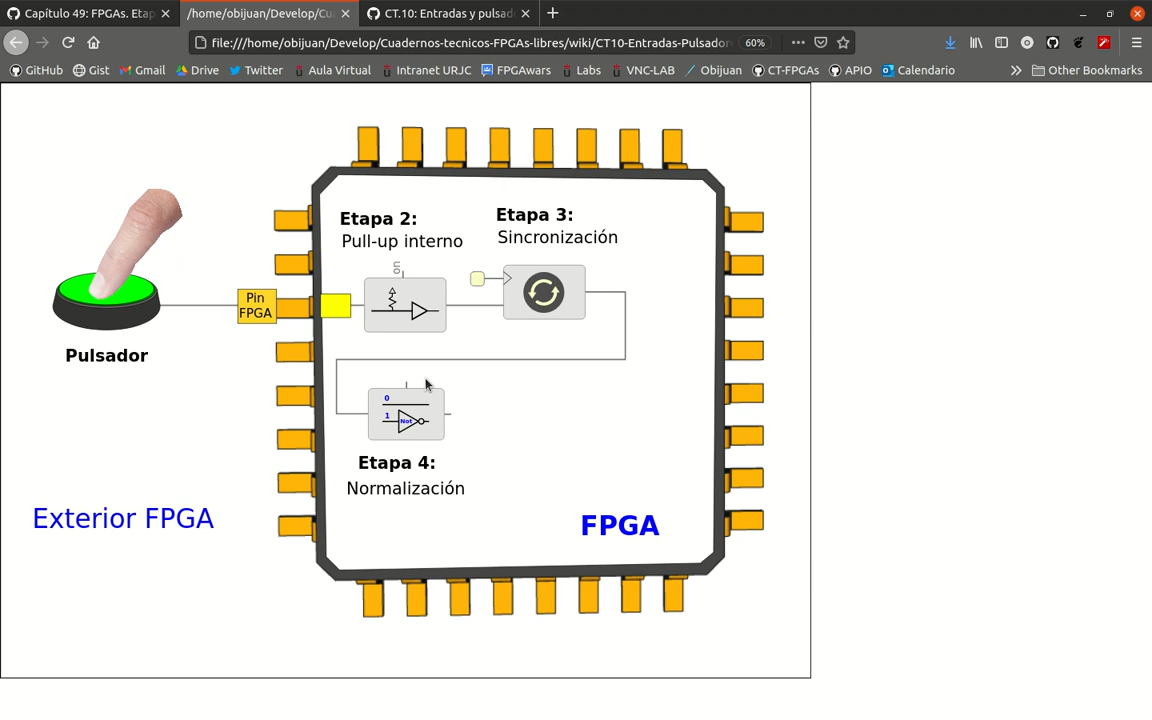 Capítulo 49: FPGAs. Etap
/home/obijuan/Develop/Cu
CT.10: Entradas y pulsad
file:///home/obijuan/Develop/Cuadernos-tecnicos-FPGAs-libres/wiki/CT10-Entradas-Pulsador
60%
GitHub Gist Gmail Drive Twitter Aula Virtual Intranet URJC FPGAwars Labs VNC-LAB Obijuan CT-FPGAs APIO Calendario Other Bookmarks
Etapa 2:
Pull-up interno
Etapa 3:
Sincronización
on
Pin
FPGA
Pulsador
0
1 Not
Etapa 4:
Normalización
Exterior FPGA
FPGA